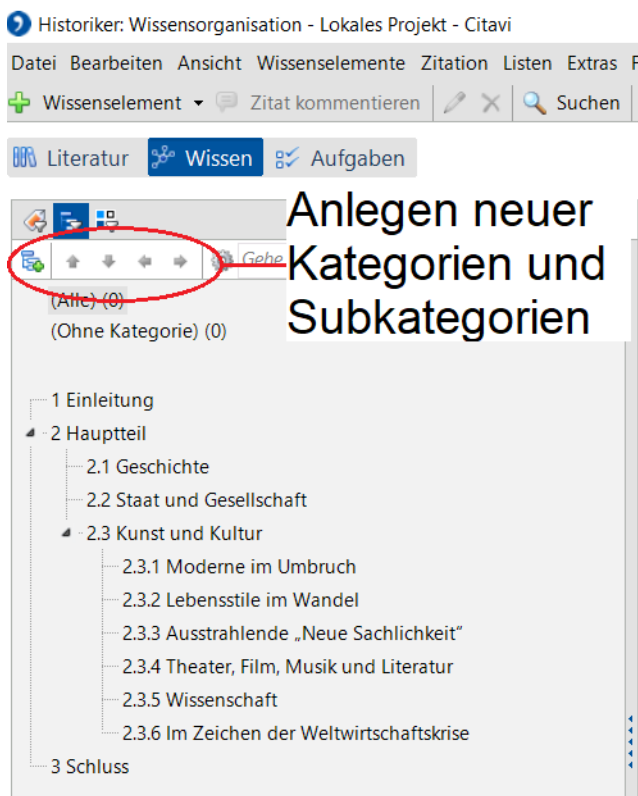 Historiker: Wissensorganisation - Lokales Projekt - Citavi
Datei Bearbeiten Ansicht Wissenselemente Zitation Listen Extras F
Wissenselement Zitat kommentieren Suchen
Literatur Wissen Aufgaben
Anlegen neuer
Gehe Kategorien und
Subkategorien
(Alle) (0)
(Ohne Kategorie) (0)
1 Einleitung
2 Hauptteil
2.1 Geschichte
2.2 Staat und Gesellschaft
2.3 Kunst und Kultur
2.3.1 Moderne im Umbruch
2.3.2 Lebensstile im Wandel
2.3.3 Ausstrahlende „Neue Sachlichkeit“
2.3.4 Theater, Film, Musik und Literatur
2.3.5 Wissenschaft
2.3.6 Im Zeichen der Weltwirtschaftskrise
3 Schluss